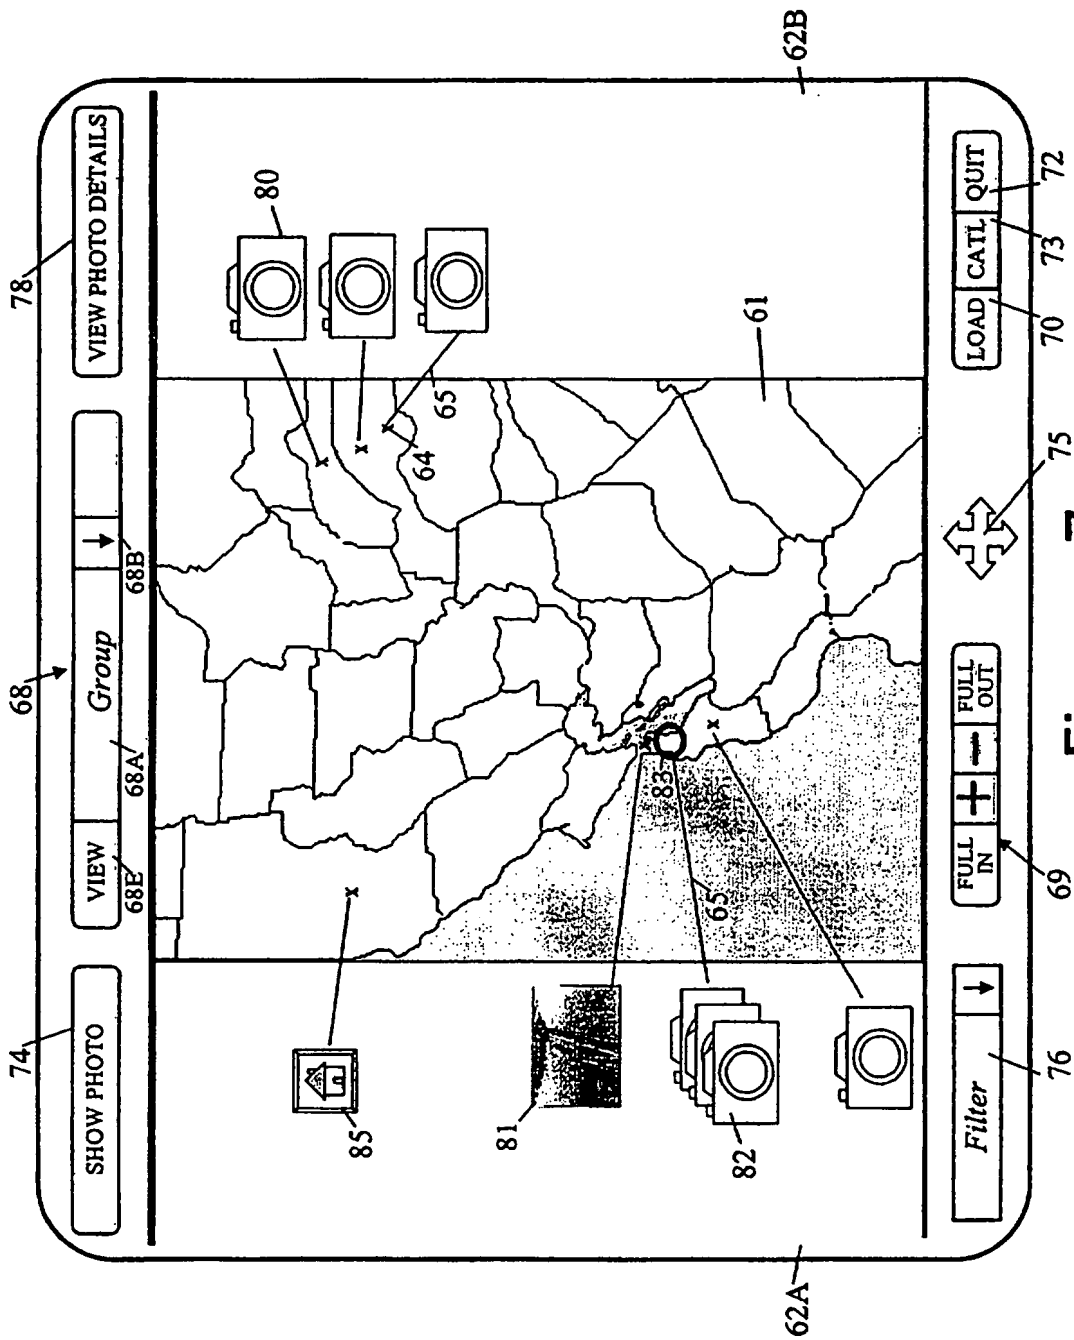 74
68
78
SHOW PHOTO
VIEW
Group
↓
VIEW PHOTO DETAILS
68E
68A
68B
80
85
64
65
81
83
65
82
61
62A
62B
Filter
↓
FULL
IN
+
−
FULL
OUT
LOAD
CATL
QUIT
76
69
75
70
73
72